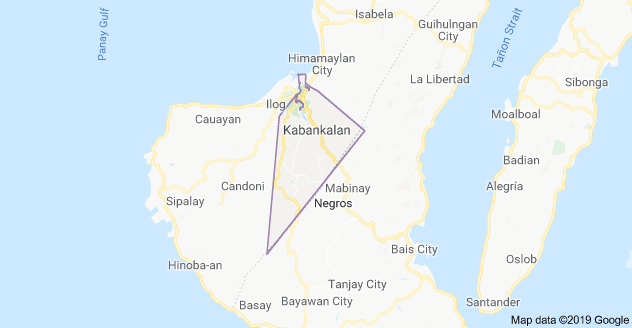 Isabela
Guihulngan
City
Panay Gulf
Tañon Strait
Himamaylan
City
La Libertad
Sibonga
Ilog
Cauayan
Kabankalan
Moalboal
Badian
Candoni
Mabinay
Alegría
Sipalay
Negros
Bais City
Oslob
Hinoba-an
Tanjay City
Santander
Basay
Bayawan City
Map data ©2019 Google